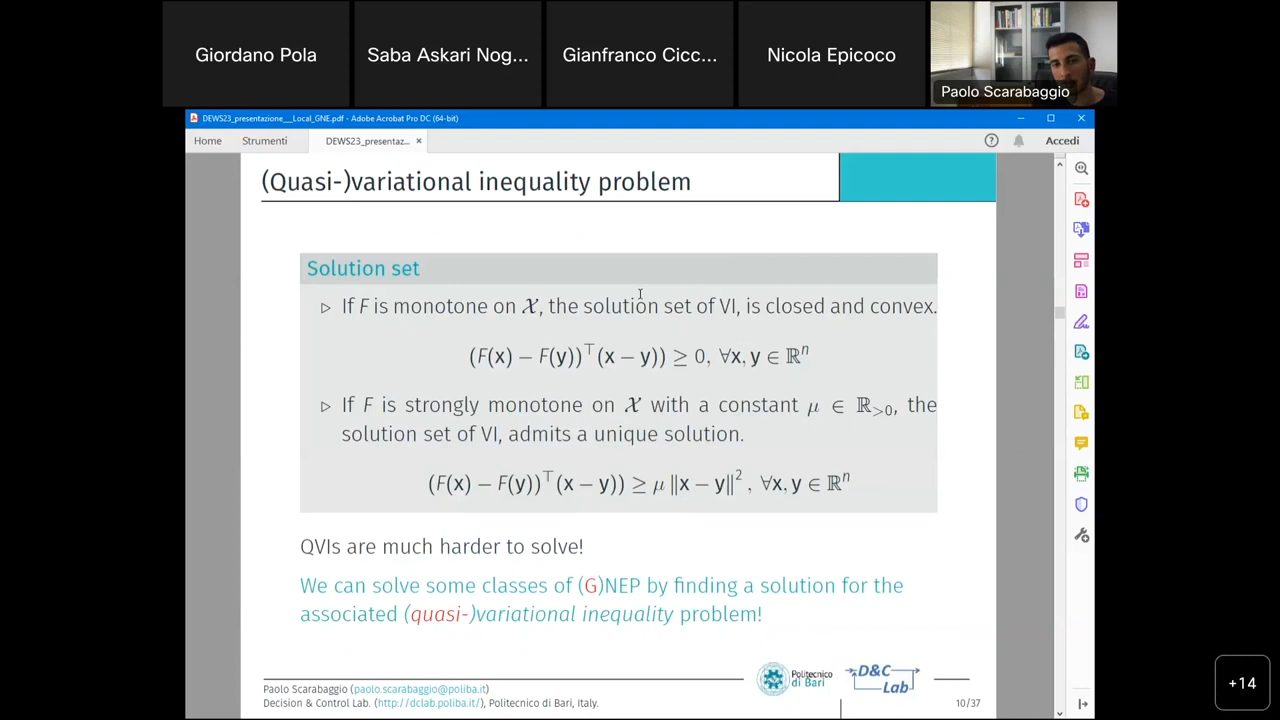 Giordano Pola
Saba Askari Nog...
Gianfranco Cicc...
Nicola Epicoco
Paolo Scarabaggio
DEWS23_presentazione__Local_GNE.pdf - Adobe Acrobat Pro DC (64-bit)
Home
Strumenti
DEWS23_presentaz...
Accedi
(Quasi-)variational inequality problem
Solution set
▷ If F is monotone on 𝒳, the solution set of VI, is closed and convex.
(F(x) − F(y))⊤(x − y)) ≥ 0, ∀x, y ∈ ℝⁿ
▷ If F is strongly monotone on 𝒳 with a constant μ ∈ ℝ>0, the
solution set of VI, admits a unique solution.
(F(x) − F(y))⊤(x − y)) ≥ μ ‖x − y‖², ∀x, y ∈ ℝⁿ
QVIs are much harder to solve!
We can solve some classes of (G)NEP by finding a solution for the
associated (quasi-)variational inequality problem!
Politecnico
di Bari
D&C
Lab
Paolo Scarabaggio (paolo.scarabaggio@poliba.it)
Decision & Control Lab. (http://dclab.poliba.it/), Politecnico di Bari, Italy.
10/37
+14